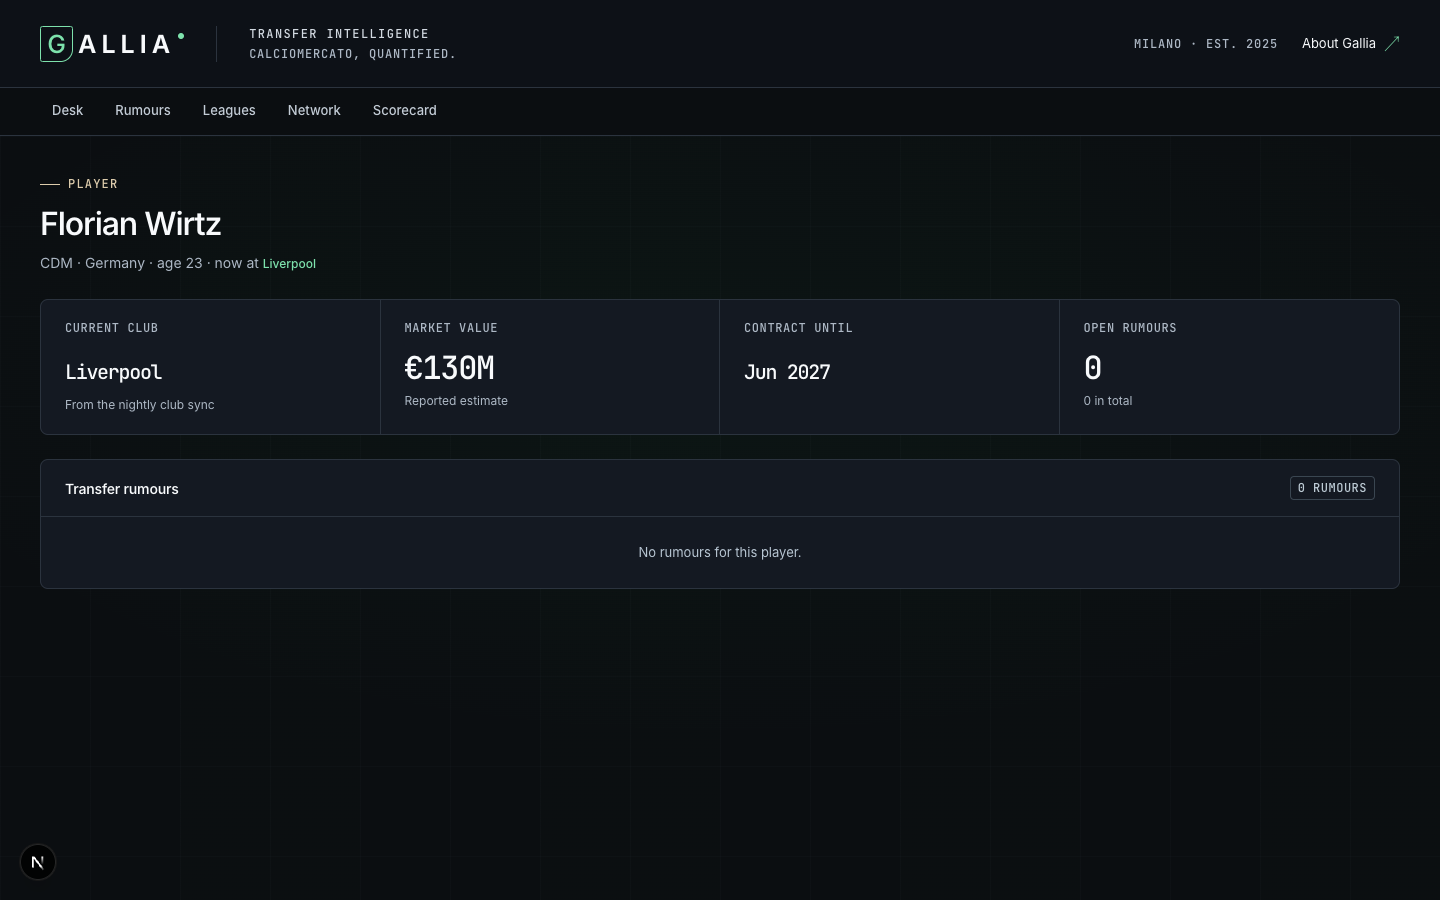 GALLIA
TRANSFER INTELLIGENCE
CALCIOMERCATO, QUANTIFIED.
MILANO · EST. 2025
About Gallia
Desk
Rumours
Leagues
Network
Scorecard
PLAYER
Florian Wirtz
CDM · Germany · age 23 · now at Liverpool
CURRENT CLUB
Liverpool
From the nightly club sync
MARKET VALUE
€130M
Reported estimate
CONTRACT UNTIL
Jun 2027
OPEN RUMOURS
0
0 in total
Transfer rumours
0 RUMOURS
No rumours for this player.
N